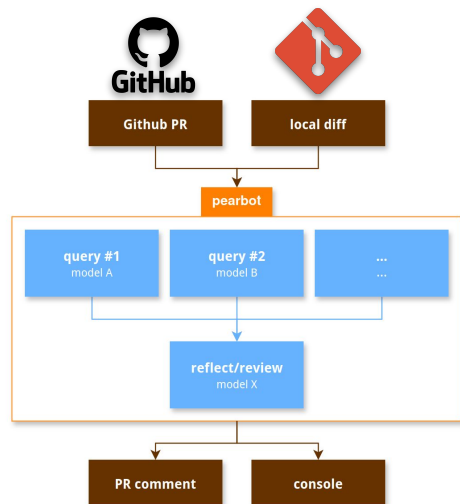 GitHub
Github PR
local diff
pearbot
query #1
model A
query #2
model B
...
...
reflect/review
model X
PR comment
console